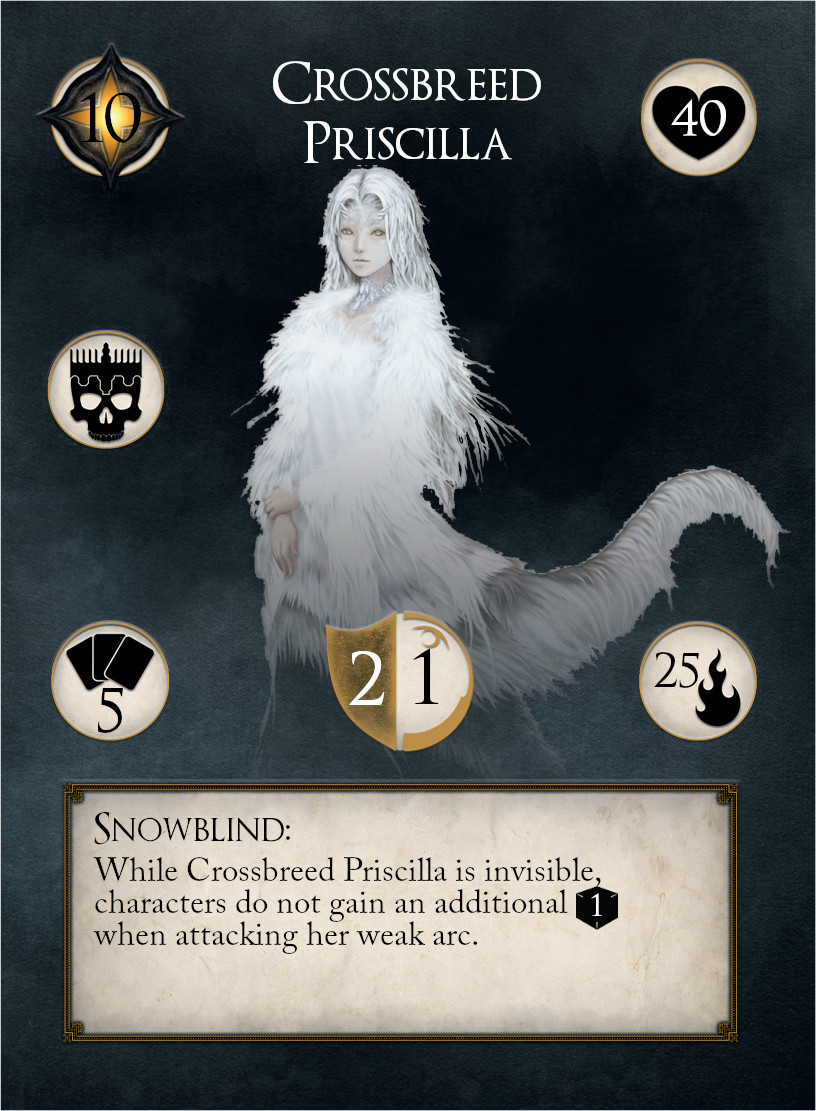 10
Crossbreed
Priscilla
40
5
2 1
25
Snowblind:
While Crossbreed Priscilla is invisible,
characters do not gain an additional 1
when attacking her weak arc.